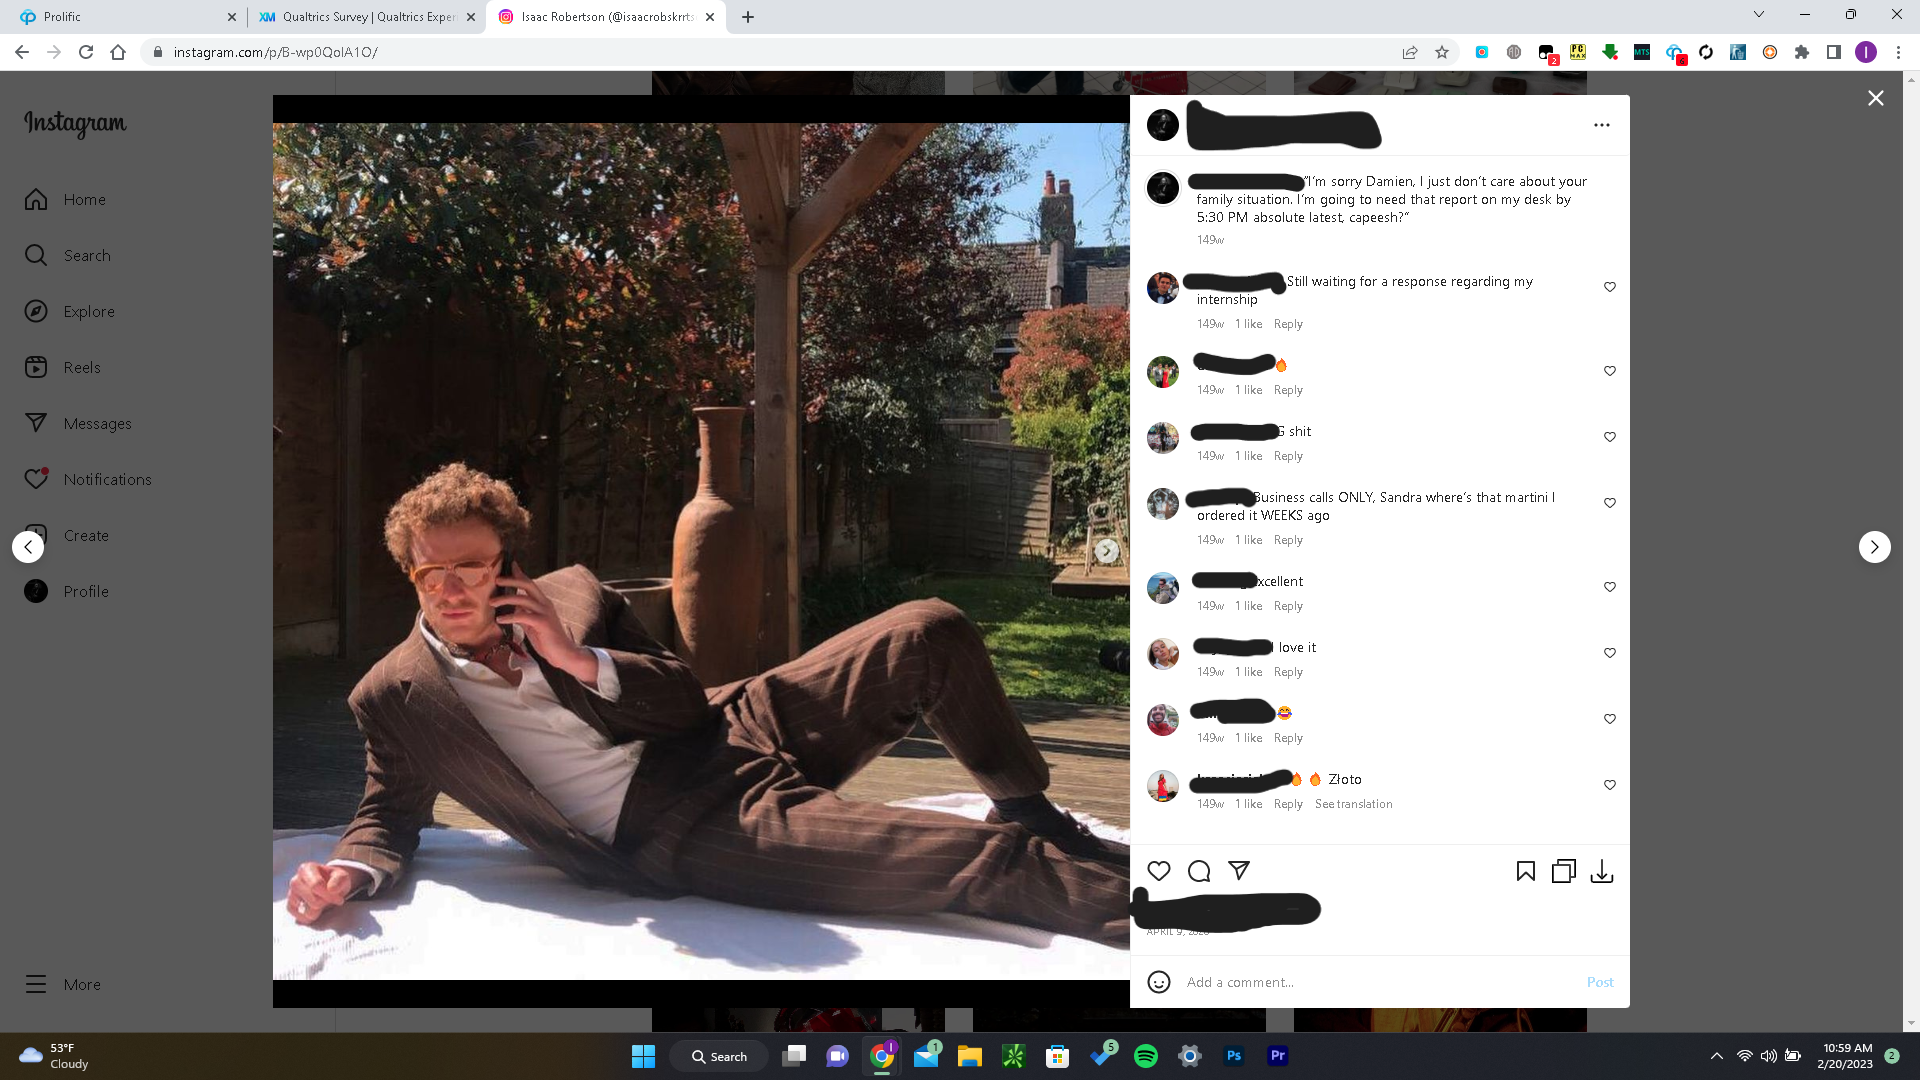 Prolific
Qualtrics Survey | Qualtrics Exper
Isaac Robertson (@isaacrobskrrts
instagram.com/p/B-wp0QolA1O/
Instagram
Home
Search
Explore
Reels
Messages
Notifications
Create
Profile
More
"I'm sorry Damien, I just don't care about your
family situation. I'm going to need that report on my desk by
5:30 PM absolute latest, capeesh?"
149w
Still waiting for a response regarding my
internship
149w 1 like Reply
🔥
149w 1 like Reply
G shit
149w 1 like Reply
Business calls ONLY, Sandra where's that martini I
ordered it WEEKS ago
149w 1 like Reply
xcellent
149w 1 like Reply
I love it
149w 1 like Reply
😂
149w 1 like Reply
🔥 🔥 Złoto
149w 1 like Reply See translation
APRIL 9, 2020
Add a comment... Post
53°F
Cloudy
Search
10:59 AM
2/20/2023